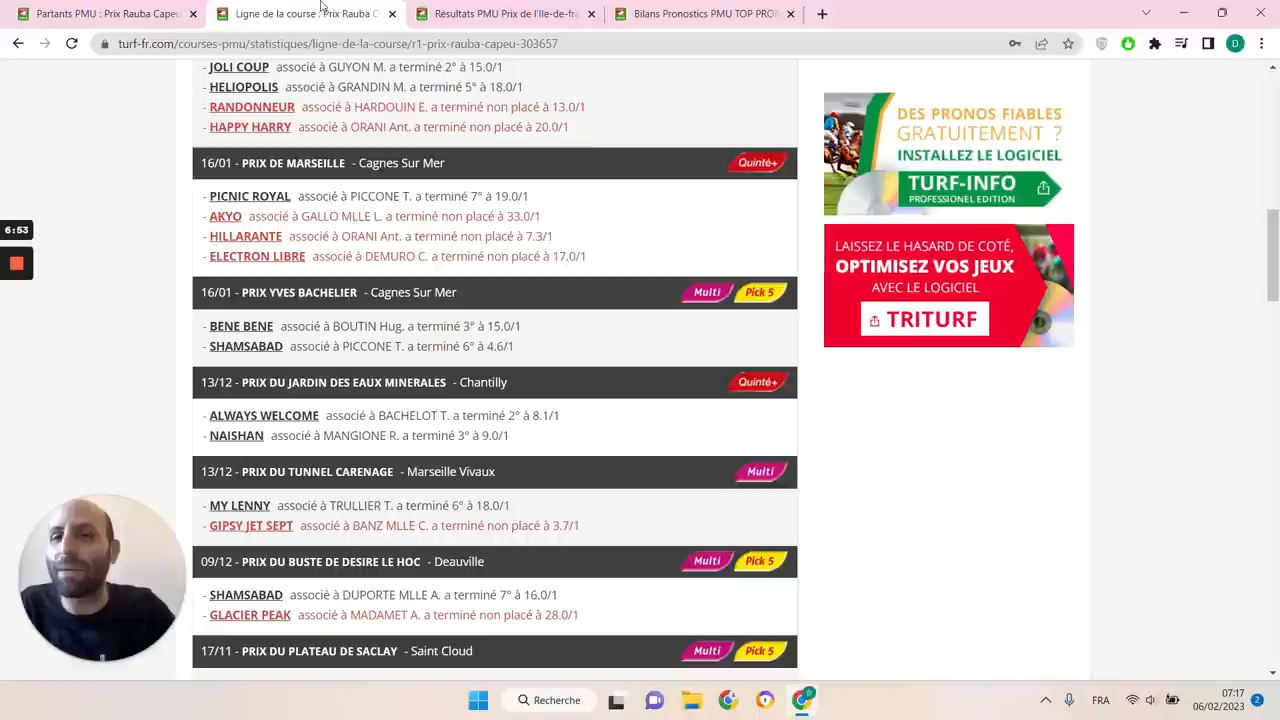 Ligne de la course : Prix Rauba C
Résultats PMU Prix de l'île-de-fra
Bilans Pronostics PMU TOP PRO
turf-fr.com/courses-pmu/statistiques/ligne-de-la-course/r1-prix-rauba-capeu-303657
D
- JOLI COUP associé à GUYON M. a terminé 2° à 15.0/1
- HELIOPOLIS associé à GRANDIN M. a terminé 5° à 18.0/1
- RANDONNEUR associé à HARDOUIN E. a terminé non placé à 13.0/1
- HAPPY HARRY associé à ORANI Ant. a terminé non placé à 20.0/1
16/01 - PRIX DE MARSEILLE - Cagnes Sur Mer Quinté+
- PICNIC ROYAL associé à PICCONE T. a terminé 7° à 19.0/1
- AKYO associé à GALLO MLLE L. a terminé non placé à 33.0/1
- HILLARANTE associé à ORANI Ant. a terminé non placé à 7.3/1
- ELECTRON LIBRE associé à DEMURO C. a terminé non placé à 17.0/1
16/01 - PRIX YVES BACHELIER - Cagnes Sur Mer Multi Pick 5
- BENE BENE associé à BOUTIN Hug. a terminé 3° à 15.0/1
- SHAMSABAD associé à PICCONE T. a terminé 6° à 4.6/1
13/12 - PRIX DU JARDIN DES EAUX MINERALES - Chantilly Quinté+
- ALWAYS WELCOME associé à BACHELOT T. a terminé 2° à 8.1/1
- NAISHAN associé à MANGIONE R. a terminé 3° à 9.0/1
13/12 - PRIX DU TUNNEL CARENAGE - Marseille Vivaux Multi
- MY LENNY associé à TRULLIER T. a terminé 6° à 18.0/1
- GIPSY JET SEPT associé à BANZ MLLE C. a terminé non placé à 3.7/1
09/12 - PRIX DU BUSTE DE DESIRE LE HOC - Deauville Multi Pick 5
- SHAMSABAD associé à DUPORTE MLLE A. a terminé 7° à 16.0/1
- GLACIER PEAK associé à MADAMET A. a terminé non placé à 28.0/1
17/11 - PRIX DU PLATEAU DE SACLAY - Saint Cloud Multi Pick 5
DES PRONOS FIABLES
GRATUITEMENT ?
INSTALLEZ LE LOGICIEL
TURF-INFO
PROFESSIONEL EDITION
LAISSEZ LE HASARD DE COTÉ,
OPTIMISEZ VOS JEUX
AVEC LE LOGICIEL
TRITURF
6:53
Recherche
FRA
07:17
06/02/2023
2